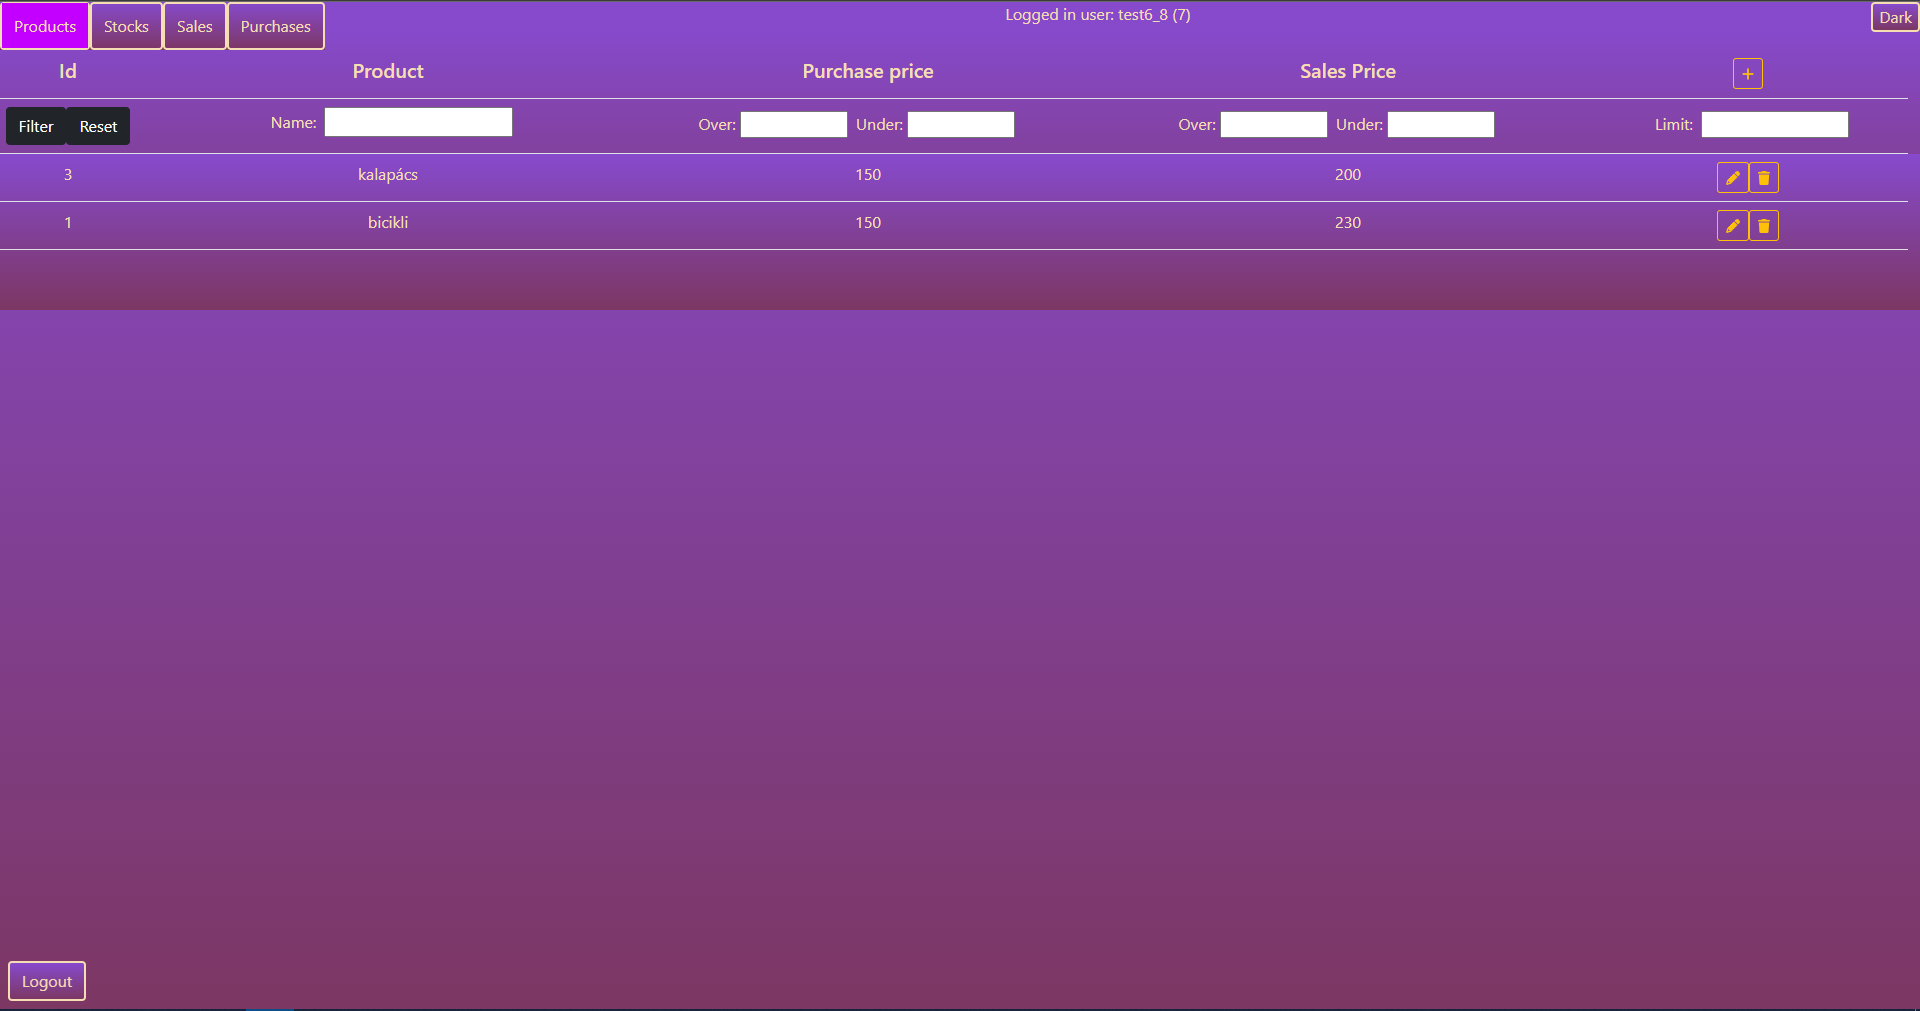 Products Stocks Sales Purchases Logged in user: test6_8 (7) Dark
Id Product Purchase price Sales Price +
Filter Reset Name: Over: Under: Over: Under: Limit:
3 kalapács 150 200
1 bicikli 150 230
Logout